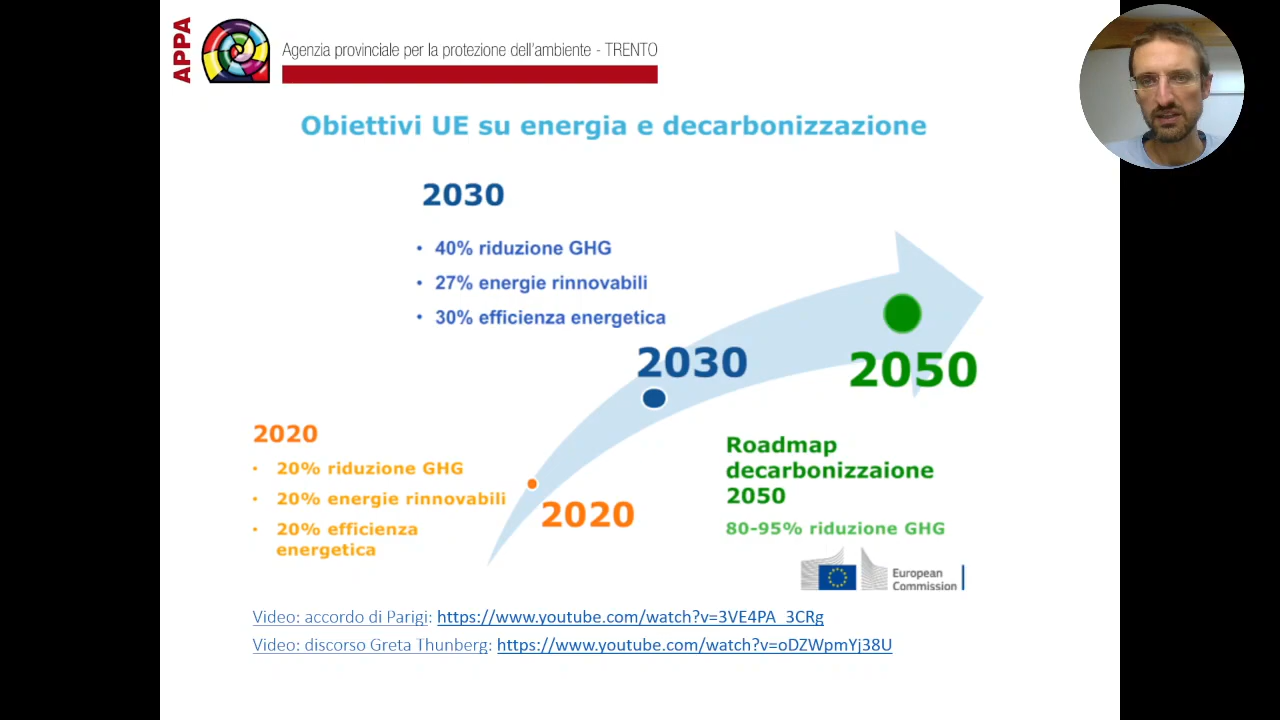 APPA
Agenzia provinciale per la protezione dell'ambiente - TRENTO
Obiettivi UE su energia e decarbonizzazione
2030
• 40% riduzione GHG
• 27% energie rinnovabili
• 30% efficienza energetica
2030
2050
2020
• 20% riduzione GHG
• 20% energie rinnovabili
• 20% efficienza
energetica
2020
Roadmap
decarbonizzaione
2050
80-95% riduzione GHG
European
Commission
Video: accordo di Parigi: https://www.youtube.com/watch?v=3VE4PA_3CRg
Video: discorso Greta Thunberg: https://www.youtube.com/watch?v=oDZWpmYj38U